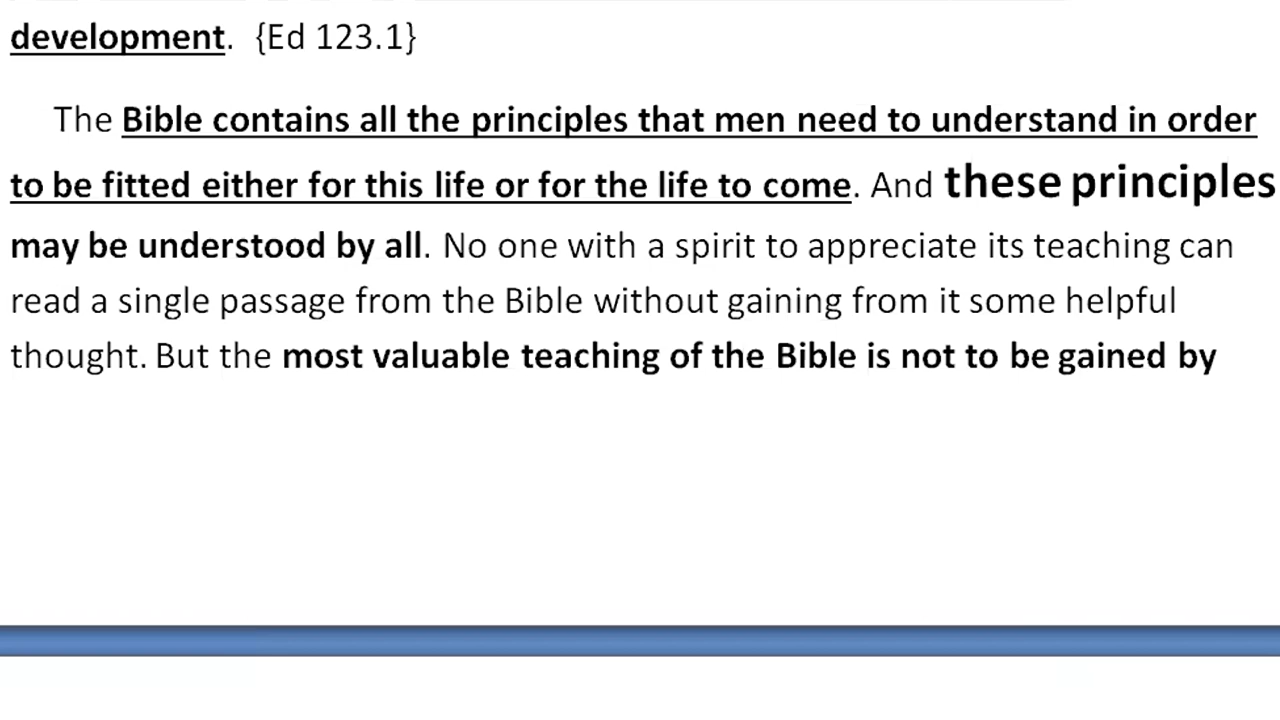 development.  {Ed 123.1}
The Bible contains all the principles that men need to understand in order
to be fitted either for this life or for the life to come. And these principles
may be understood by all. No one with a spirit to appreciate its teaching can
read a single passage from the Bible without gaining from it some helpful
thought. But the most valuable teaching of the Bible is not to be gained by